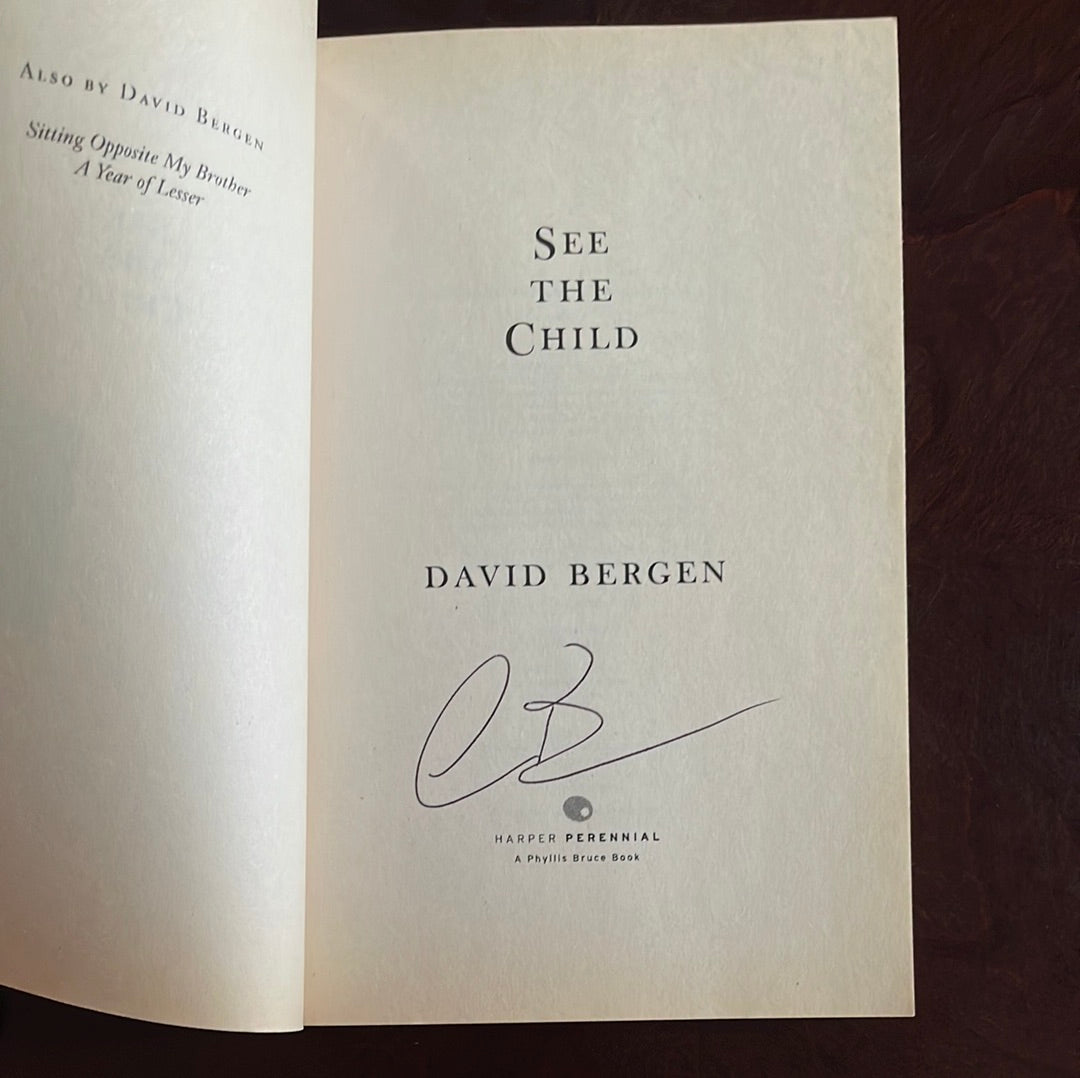 ALSO BY DAVID BERGEN
Sitting Opposite My Brother
A Year of Lesser
SEE
THE
CHILD
DAVID BERGEN
HARPER PERENNIAL
A Phyllis Bruce Book